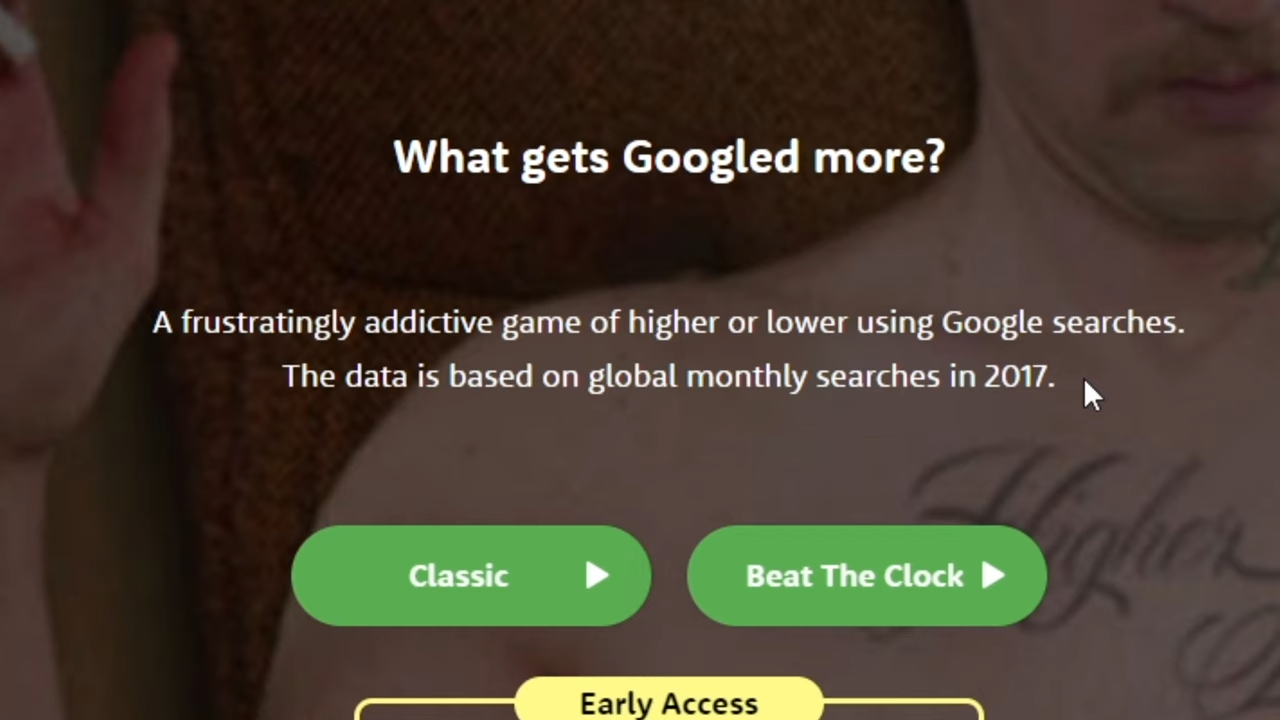 What gets Googled more?
A frustratingly addictive game of higher or lower using Google searches.
The data is based on global monthly searches in 2017.
Classic
Beat The Clock
Higher
Early Access